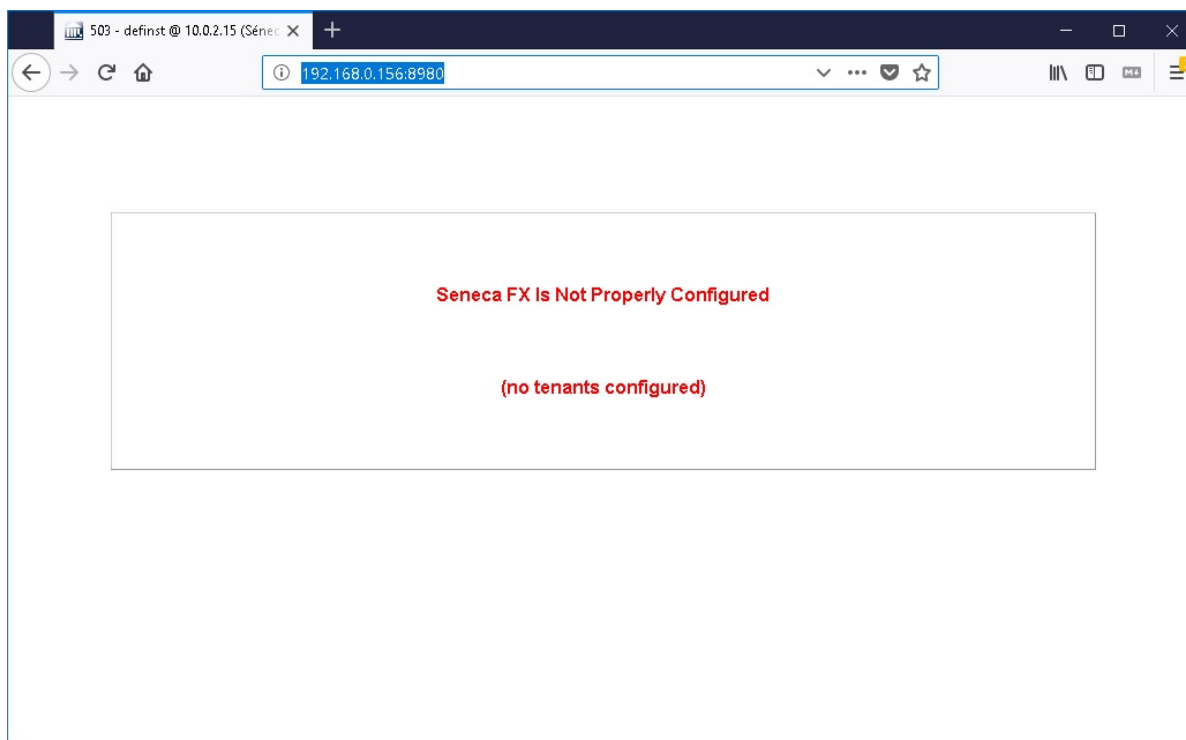 503 - definst @ 10.0.2.15 (Sénec
192.168.0.156:8980
Seneca FX Is Not Properly Configured
(no tenants configured)